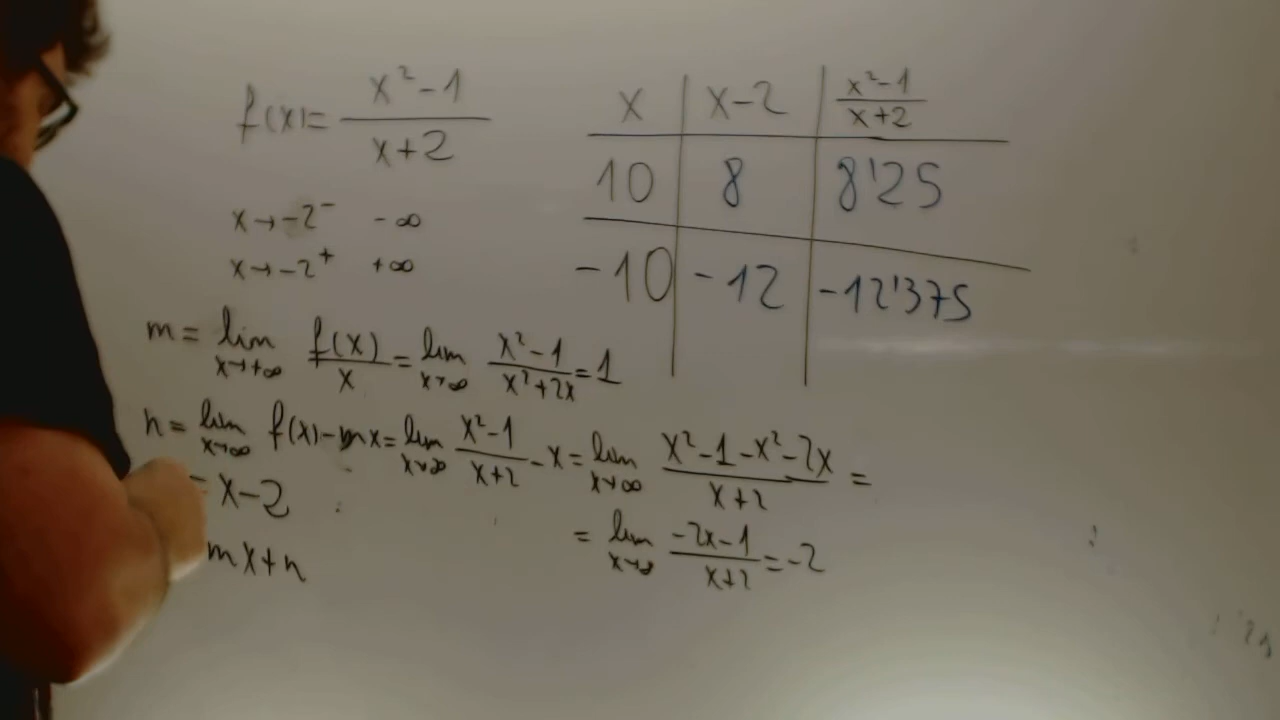 f(x)= x²-1 / x+2
x | x-2 | x²-1 / x+2
10 | 8 | 8'25
-10 | -12 | -12'375
x→-2⁻ -∞
x→-2⁺ +∞
m = lim x→+∞ f(x)/x = lim x→∞ x²-1 / x²+2x = 1
n = lim x→∞ f(x)-mx = lim x→∞ x²-1 / x+2 - x = lim x→∞ x²-1-x²-2x / x+2 =
= lim x→∞ -2x-1 / x+2 = -2
= x-2
mx+n